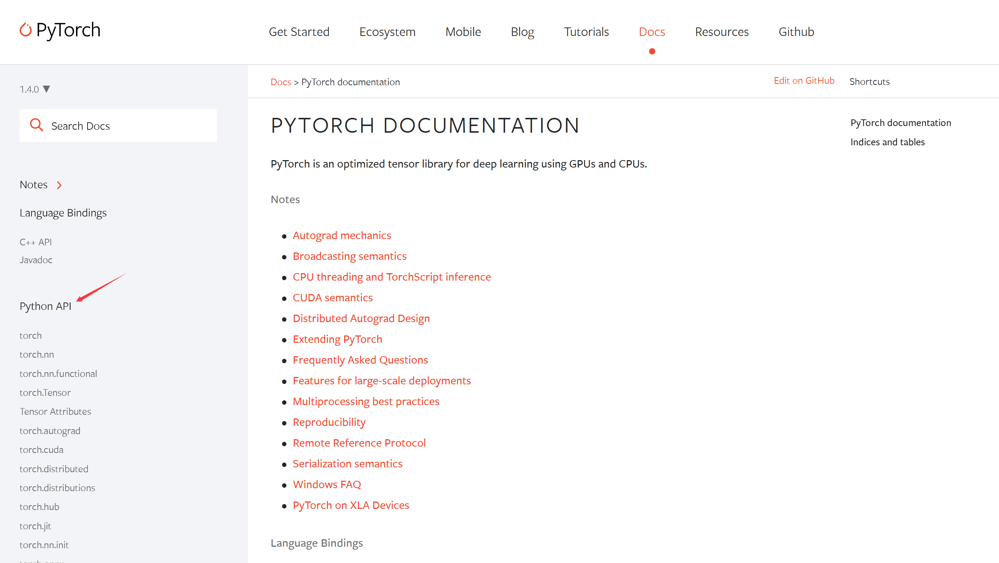 PyTorch
Get Started
Ecosystem
Mobile
Blog
Tutorials
Docs
Resources
Github
1.4.0 ▼
Search Docs
Notes
Language Bindings
C++ API
Javadoc
Python API
torch
torch.nn
torch.nn.functional
torch.Tensor
Tensor Attributes
torch.autograd
torch.cuda
torch.distributed
torch.distributions
torch.hub
torch.jit
torch.nn.init
Docs > PyTorch documentation
Edit on GitHub
Shortcuts
PYTORCH DOCUMENTATION
PyTorch is an optimized tensor library for deep learning using GPUs and CPUs.
Notes
Autograd mechanics
Broadcasting semantics
CPU threading and TorchScript inference
CUDA semantics
Distributed Autograd Design
Extending PyTorch
Frequently Asked Questions
Features for large-scale deployments
Multiprocessing best practices
Reproducibility
Remote Reference Protocol
Serialization semantics
Windows FAQ
PyTorch on XLA Devices
Language Bindings
PyTorch documentation
Indices and tables